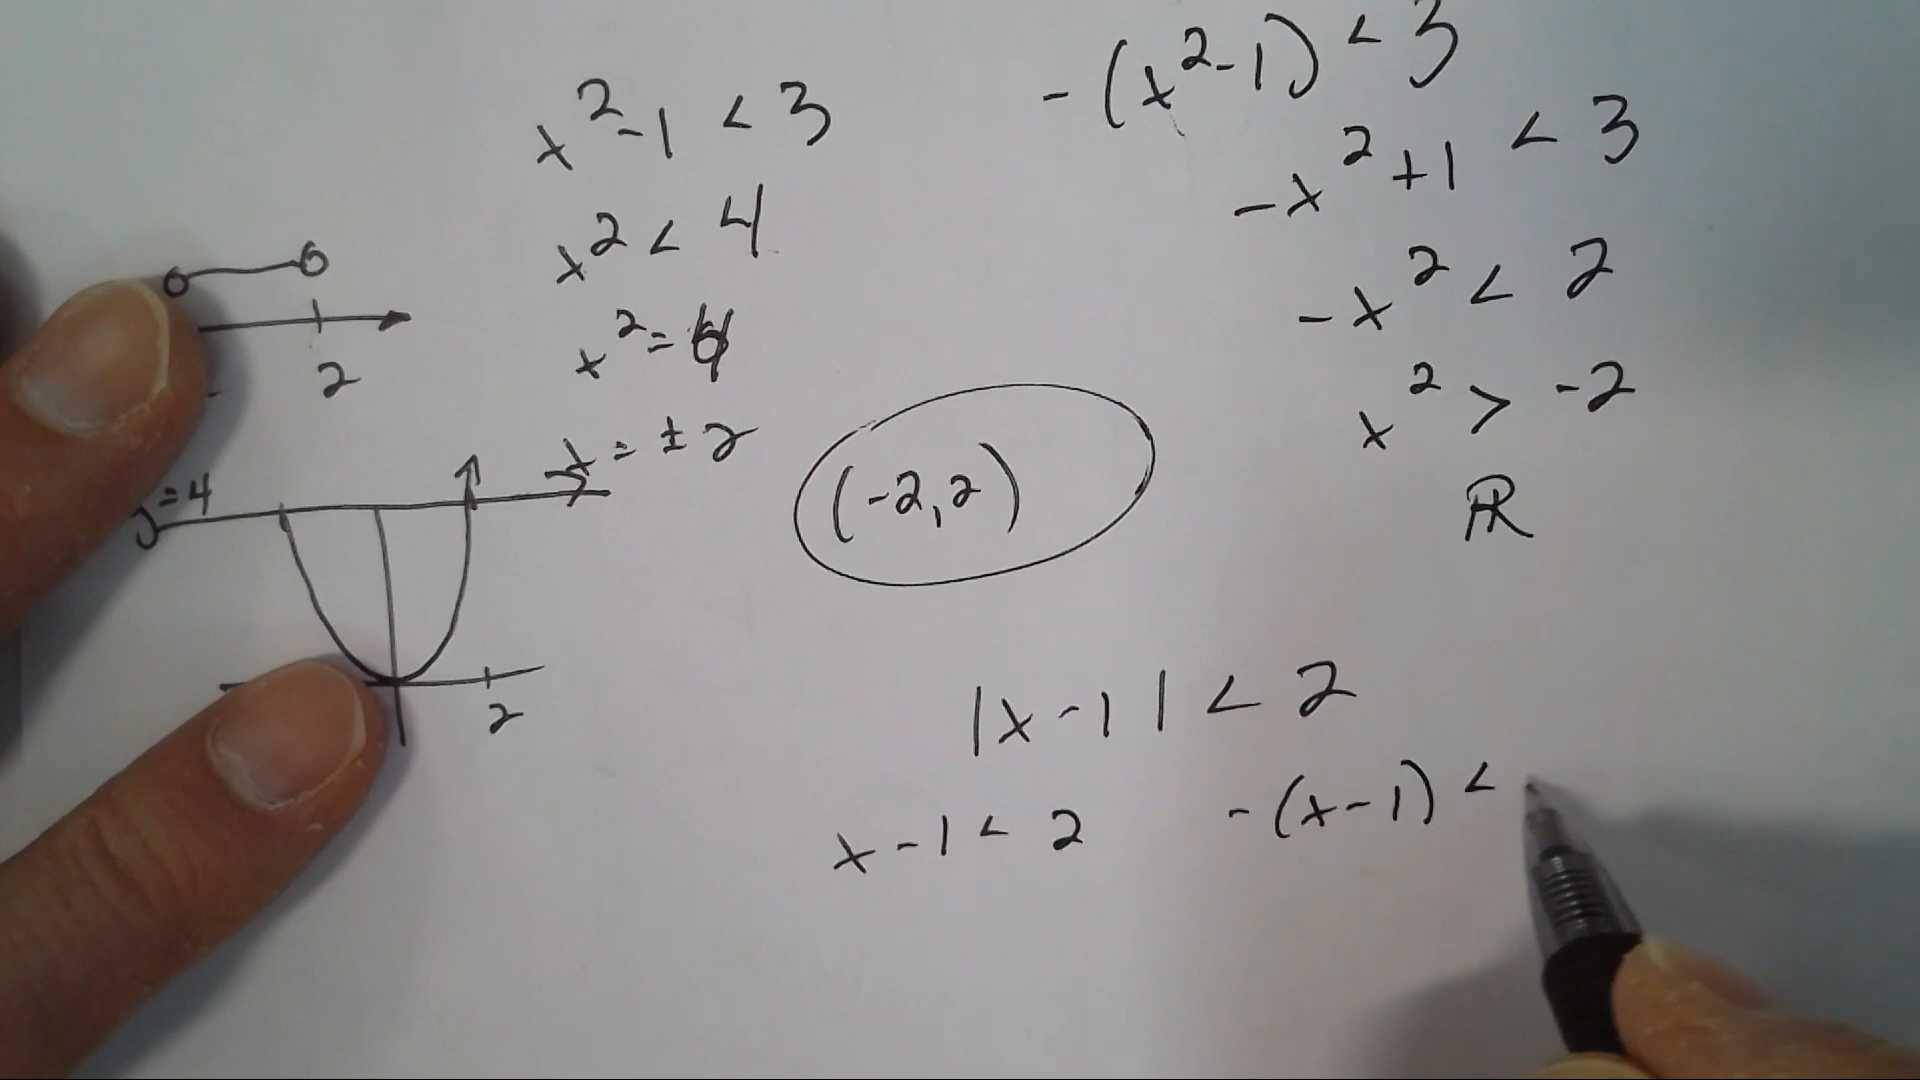 x²-1 < 3
x² < 4
x² = 4
x = ±2
2
y=4
2
(-2,2)
-(x²-1) < 3
-x²+1 < 3
-x² < 2
x² > -2
ℝ
|x-1| < 2
x-1 < 2
-(x-1) <